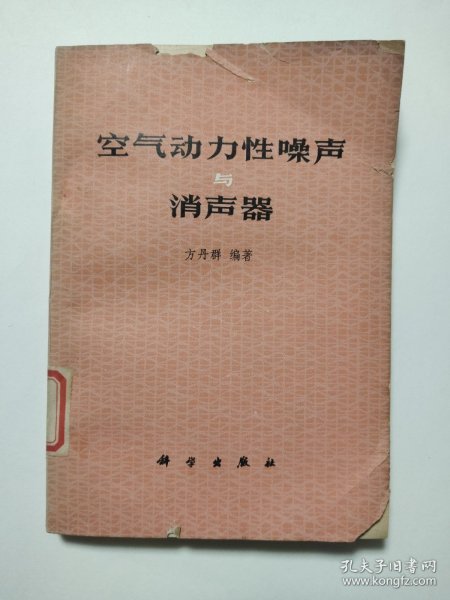 空气动力性噪声
与
消声器
方丹群 编著
科学出版社
孔夫子旧书网
www.kongfz.com